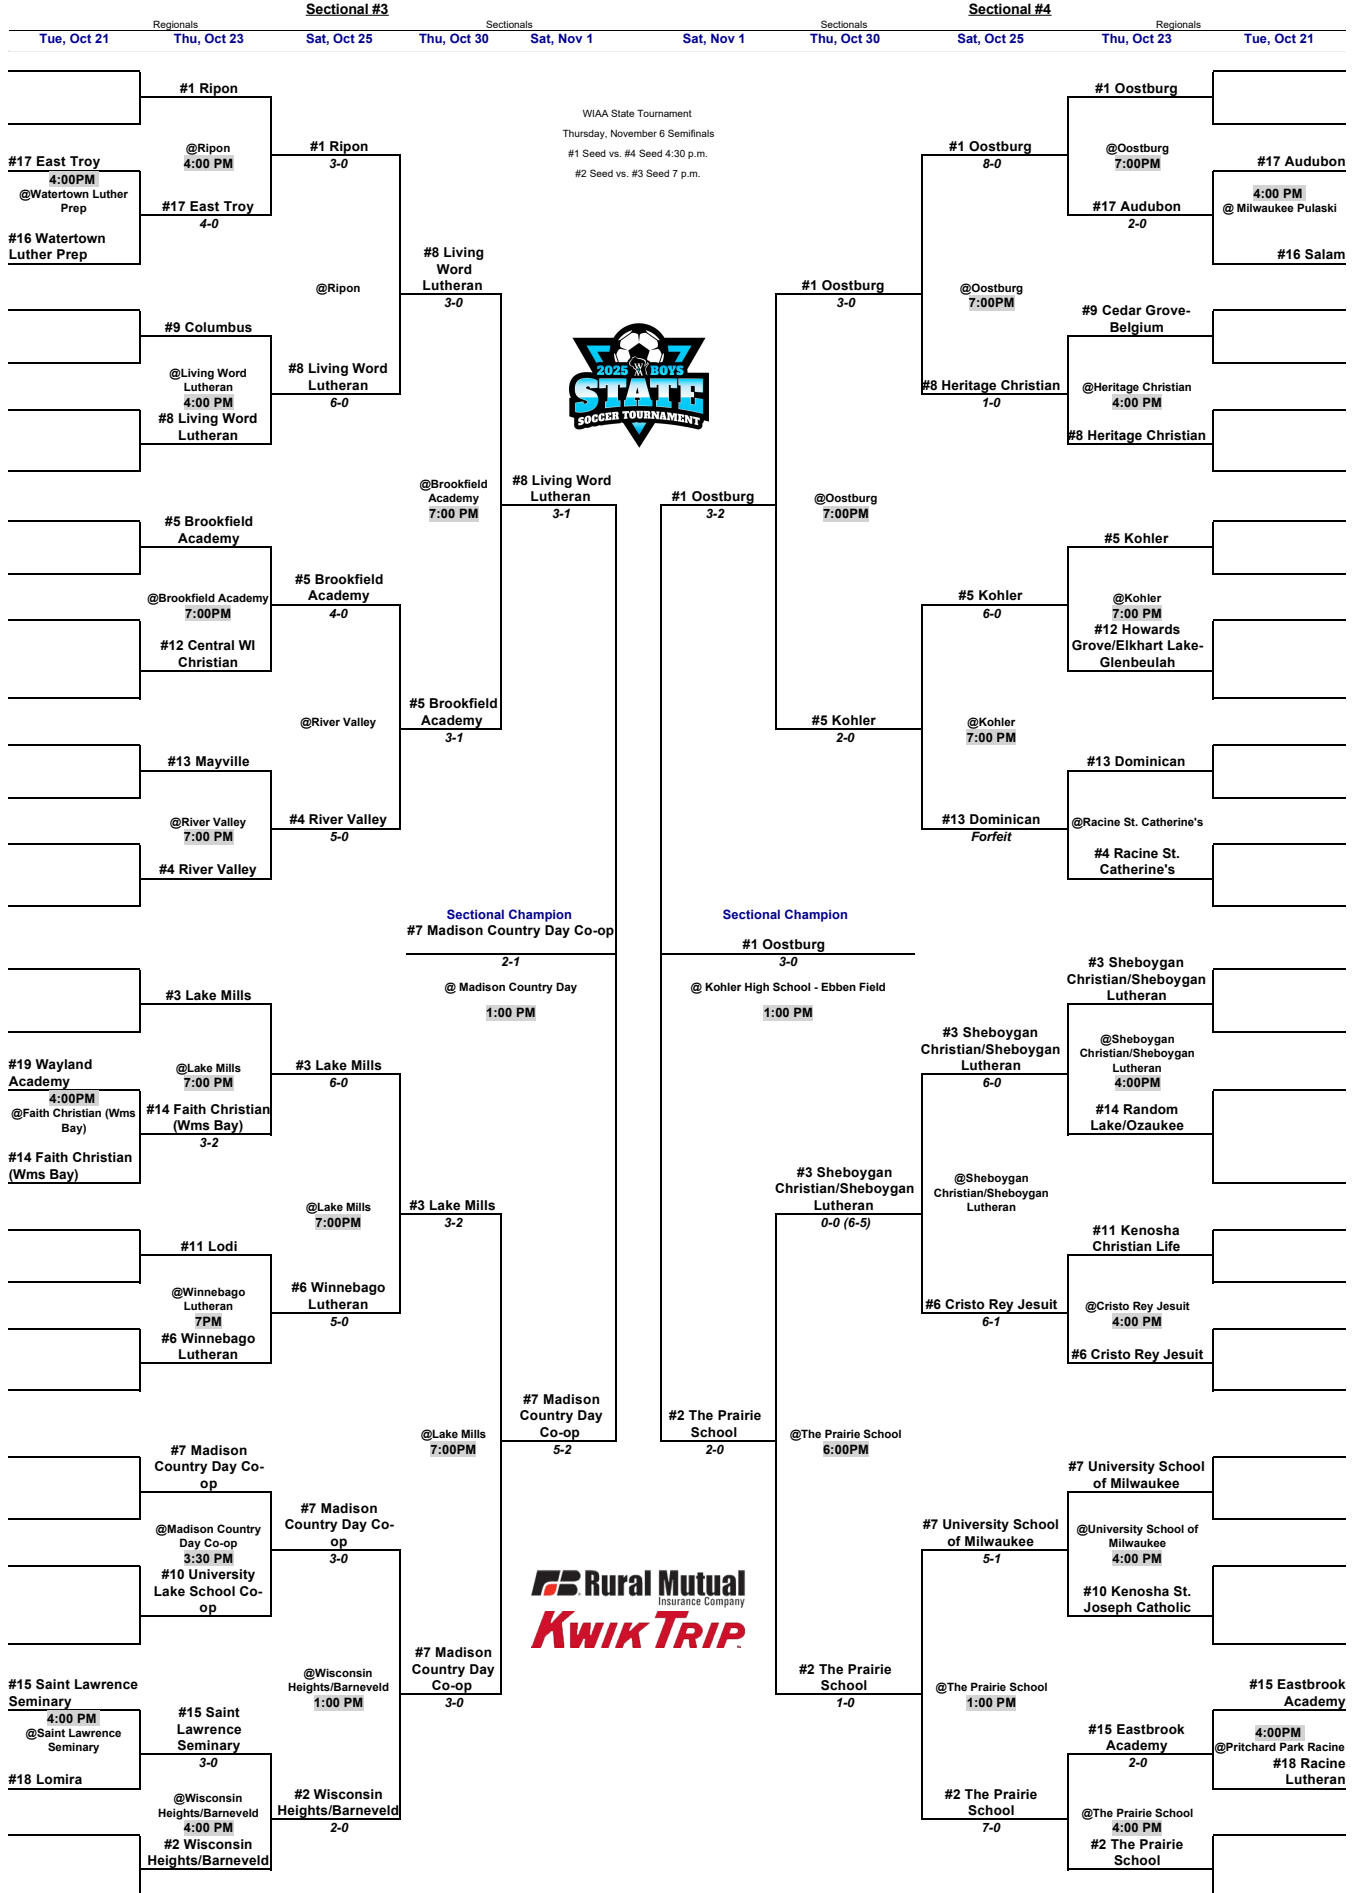 Sectional #3
Sectional #4
Regionals
Sectionals
Sectionals
Regionals
Tue, Oct 21
Thu, Oct 23
Sat, Oct 25
Thu, Oct 30
Sat, Nov 1
Sat, Nov 1
Thu, Oct 30
Sat, Oct 25
Thu, Oct 23
Tue, Oct 21
WIAA State Tournament
Thursday, November 6 Semifinals
#1 Seed vs. #4 Seed 4:30 p.m.
#2 Seed vs. #3 Seed 7 p.m.
#17 East Troy
4:00PM
@Watertown Luther
Prep
#16 Watertown
Luther Prep
#19 Wayland
Academy
4:00PM
@Faith Christian (Wms
Bay)
#14 Faith Christian
(Wms Bay)
#15 Saint Lawrence
Seminary
4:00 PM
@Saint Lawrence
Seminary
#18 Lomira
#1 Ripon
@Ripon
4:00 PM
#17 East Troy
4-0
#9 Columbus
@Living Word
Lutheran
4:00 PM
#8 Living Word
Lutheran
#5 Brookfield
Academy
@Brookfield Academy
7:00PM
#12 Central WI
Christian
#13 Mayville
@River Valley
7:00 PM
#4 River Valley
#3 Lake Mills
@Lake Mills
7:00 PM
#14 Faith Christian
(Wms Bay)
3-2
#11 Lodi
@Winnebago
Lutheran
7PM
#6 Winnebago
Lutheran
#7 Madison
Country Day Co-
op
@Madison Country
Day Co-op
3:30 PM
#10 University
Lake School Co-
op
#15 Saint
Lawrence
Seminary
3-0
@Wisconsin
Heights/Barneveld
4:00 PM
#2 Wisconsin
Heights/Barneveld
#1 Ripon
3-0
@Ripon
#8 Living Word
Lutheran
6-0
#5 Brookfield
Academy
4-0
@River Valley
#4 River Valley
5-0
#3 Lake Mills
6-0
@Lake Mills
7:00PM
#6 Winnebago
Lutheran
5-0
#7 Madison
Country Day Co-
op
3-0
@Wisconsin
Heights/Barneveld
1:00 PM
#2 Wisconsin
Heights/Barneveld
2-0
#8 Living
Word
Lutheran
3-0
@Brookfield
Academy
7:00 PM
#5 Brookfield
Academy
3-1
#3 Lake Mills
3-2
@Lake Mills
7:00PM
#7 Madison
Country Day
Co-op
3-0
#8 Living Word
Lutheran
3-1
Sectional Champion
#7 Madison Country Day Co-op
2-1
@ Madison Country Day
1:00 PM
#7 Madison
Country Day
Co-op
5-2
2025 BOYS
STATE
SOCCER TOURNAMENT
Rural Mutual
Insurance Company
KWIK TRIP
#1 Oostburg
3-2
Sectional Champion
#1 Oostburg
3-0
@ Kohler High School - Ebben Field
1:00 PM
#2 The Prairie
School
2-0
#1 Oostburg
3-0
@Oostburg
7:00PM
#5 Kohler
2-0
#3 Sheboygan
Christian/Sheboygan
Lutheran
0-0 (6-5)
@The Prairie School
6:00PM
#2 The Prairie
School
1-0
#1 Oostburg
8-0
@Oostburg
7:00PM
#8 Heritage Christian
1-0
#5 Kohler
6-0
@Kohler
7:00 PM
#13 Dominican
Forfeit
#3 Sheboygan
Christian/Sheboygan
Lutheran
6-0
@Sheboygan
Christian/Sheboygan
Lutheran
#6 Cristo Rey Jesuit
6-1
#7 University School
of Milwaukee
5-1
@The Prairie School
1:00 PM
#2 The Prairie
School
7-0
#1 Oostburg
@Oostburg
7:00PM
#17 Audubon
2-0
#9 Cedar Grove-
Belgium
@Heritage Christian
4:00 PM
#8 Heritage Christian
#5 Kohler
@Kohler
7:00 PM
#12 Howards
Grove/Elkhart Lake-
Glenbeulah
#13 Dominican
@Racine St. Catherine's
#4 Racine St.
Catherine's
#3 Sheboygan
Christian/Sheboygan
Lutheran
@Sheboygan
Christian/Sheboygan
Lutheran
4:00PM
#14 Random
Lake/Ozaukee
#11 Kenosha
Christian Life
@Cristo Rey Jesuit
4:00 PM
#6 Cristo Rey Jesuit
#7 University School
of Milwaukee
@University School of
Milwaukee
4:00 PM
#10 Kenosha St.
Joseph Catholic
#15 Eastbrook
Academy
2-0
@The Prairie School
4:00 PM
#2 The Prairie
School
#17 Audubon
4:00 PM
@ Milwaukee Pulaski
#16 Salam
#15 Eastbrook
Academy
4:00PM
@Pritchard Park Racine
#18 Racine
Lutheran